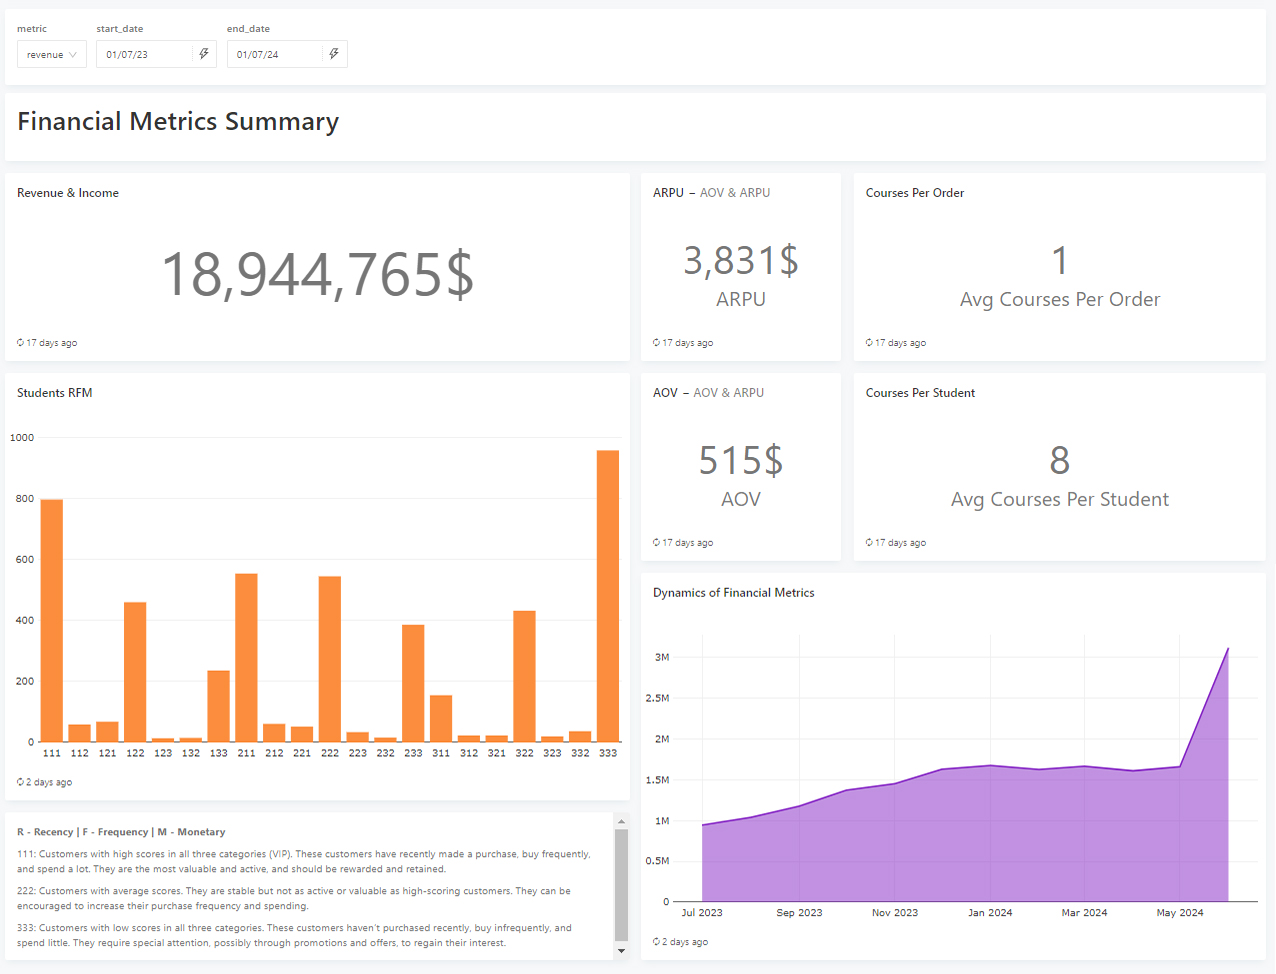 metric start_date end_date
revenue 01/07/23 01/07/24
Financial Metrics Summary
Revenue & Income
18,944,765$
17 days ago
ARPU – AOV & ARPU
3,831$
ARPU
17 days ago
Courses Per Order
1
Avg Courses Per Order
17 days ago
Students RFM
1000
800
600
400
200
0
111 112 121 122 123 132 133 211 212 221 222 223 232 233 311 312 321 322 323 332 333
2 days ago
AOV – AOV & ARPU
515$
AOV
17 days ago
Courses Per Student
8
Avg Courses Per Student
17 days ago
R - Recency | F - Frequency | M - Monetary
111: Customers with high scores in all three categories (VIP). These customers have recently made a purchase, buy frequently,
and spend a lot. They are the most valuable and active, and should be rewarded and retained.
222: Customers with average scores. They are stable but not as active or valuable as high-scoring customers. They can be
encouraged to increase their purchase frequency and spending.
333: Customers with low scores in all three categories. These customers haven't purchased recently, buy infrequently, and
spend little. They require special attention, possibly through promotions and offers, to regain their interest.
Dynamics of Financial Metrics
3M
2.5M
2M
1.5M
1M
0.5M
0
Jul 2023 Sep 2023 Nov 2023 Jan 2024 Mar 2024 May 2024
2 days ago